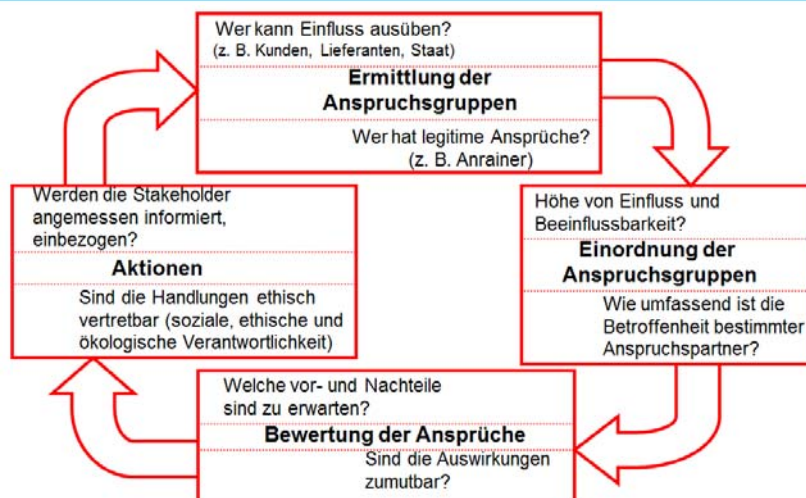 Wer kann Einfluss ausüben?
(z. B. Kunden, Lieferanten, Staat)
Ermittlung der
Anspruchsgruppen
Wer hat legitime Ansprüche?
(z. B. Anrainer)
Höhe von Einfluss und
Beeinflussbarkeit?
Einordnung der
Anspruchsgruppen
Wie umfassend ist die
Betroffenheit bestimmter
Anspruchspartner?
Welche vor- und Nachteile
sind zu erwarten?
Bewertung der Ansprüche
Sind die Auswirkungen
zumutbar?
Werden die Stakeholder
angemessen informiert,
einbezogen?
Aktionen
Sind die Handlungen ethisch
vertretbar (soziale, ethische und
ökologische Verantwortlichkeit)